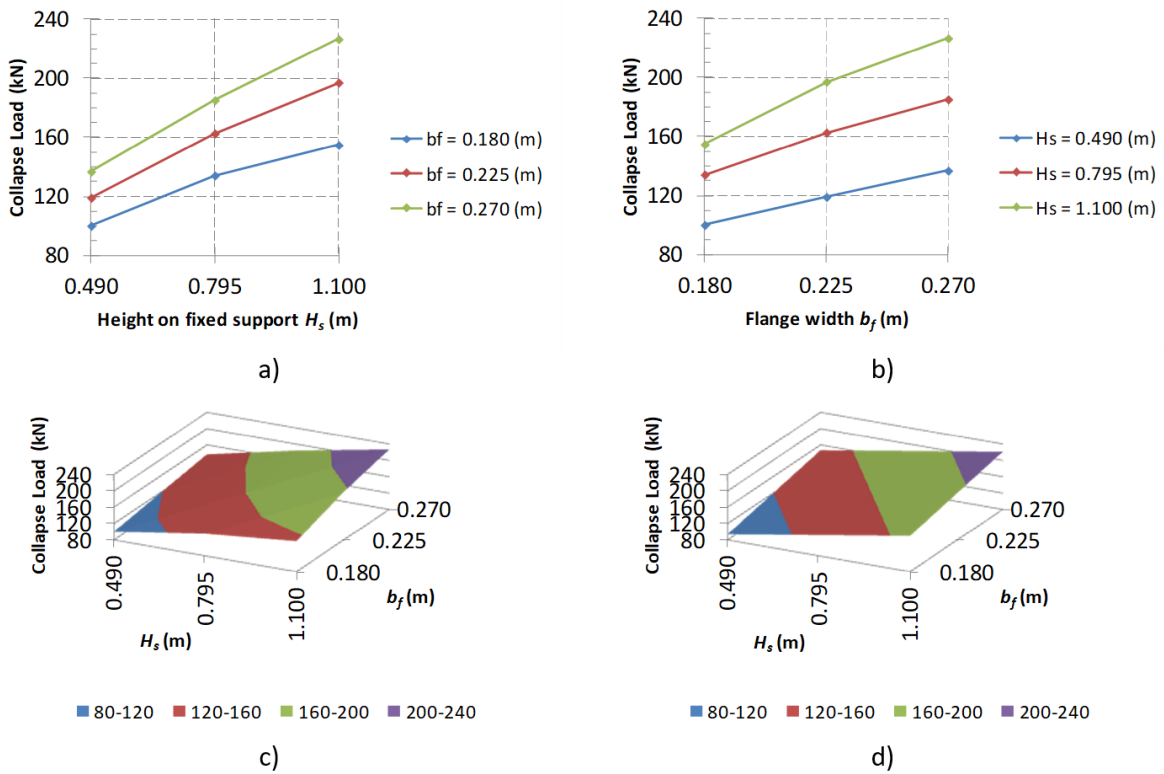 240
200
160
120
80
Collapse Load (kN)
0.490 0.795 1.100
Height on fixed support Hs (m)
bf = 0.180 (m)
bf = 0.225 (m)
bf = 0.270 (m)
a)
240
200
160
120
80
Collapse Load (kN)
0.180 0.225 0.270
Flange width bf (m)
Hs = 0.490 (m)
Hs = 0.795 (m)
Hs = 1.100 (m)
b)
Collapse Load (kN)
240
200
160
120
80
0.490
0.795
1.100
Hs (m)
0.270
0.225
0.180
bf (m)
80-120 120-160 160-200 200-240
c)
Collapse Load (kN)
240
200
160
120
80
0.490
0.795
1.100
Hs (m)
0.270
0.225
0.180
bf (m)
80-120 120-160 160-200 200-240
d)